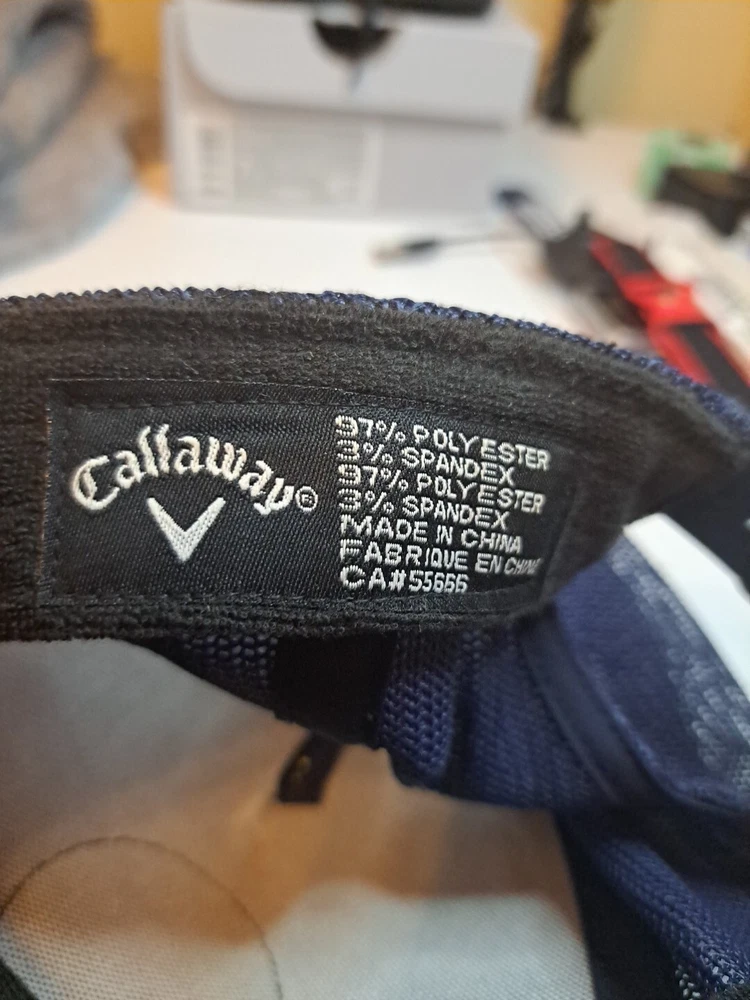 Callaway®
97% POLYESTER
3% SPANDEX
97% POLYESTER
3% SPANDEX
MADE IN CHINA
FABRIQUE EN CHINE
CA#55666